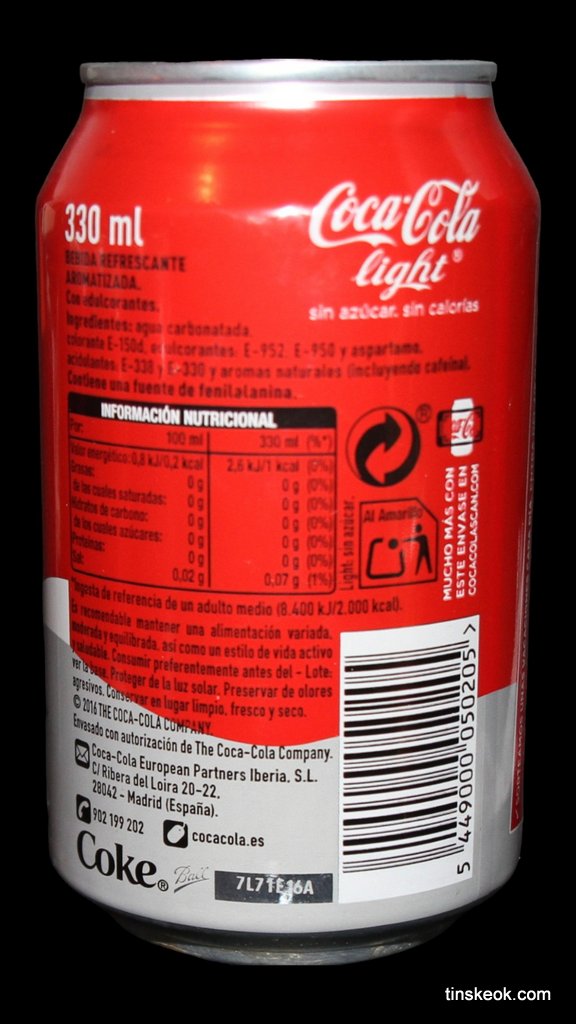 Coca-Cola
light®
sin azúcar, sin calorías
330 ml
BEBIDA REFRESCANTE
AROMATIZADA.
Con edulcorantes.
Ingredientes: agua carbonatada,
colorante E-150d, edulcorantes: E-952, E-950 y aspartamo,
acidulantes: E-338 y E-330 y aromas naturales (incluyendo cafeína).
Contiene una fuente de fenilalanina.
INFORMACIÓN NUTRICIONAL
Por: 100 ml 330 ml (%*)
Valor energético: 0,8 kJ/0,2 kcal 2,6 kJ/1 kcal (0%)
Grasas: 0 g 0 g (0%)
de las cuales saturadas: 0 g 0 g (0%)
Hidratos de carbono: 0 g 0 g (0%)
de los cuales azúcares: 0 g 0 g (0%)
Proteínas: 0 g 0 g (0%)
Sal: 0,02 g 0,07 g (1%)
*Ingesta de referencia de un adulto medio (8.400 kJ/2.000 kcal).
Light: sin azúcar.
®
Al Amarillo
MUCHO MÁS CON
ESTE ENVASE EN
COCACOLASCAN.COM
Es recomendable mantener una alimentación variada,
moderada y equilibrada, así como un estilo de vida activo
y saludable. Consumir preferentemente antes del - Lote:
ver la base. Proteger de la luz solar. Preservar de olores
agresivos. Conservar en lugar limpio, fresco y seco.
© 2016 THE COCA-COLA COMPANY.
Envasado con autorización de The Coca-Cola Company.
Coca-Cola European Partners Iberia, S.L.
C/ Ribera del Loira 20-22,
28042 - Madrid (España).
902 199 202 cocacola.es
Coke® Ball 7L7TF16A
5 449000 050205 >
tinskeok.com